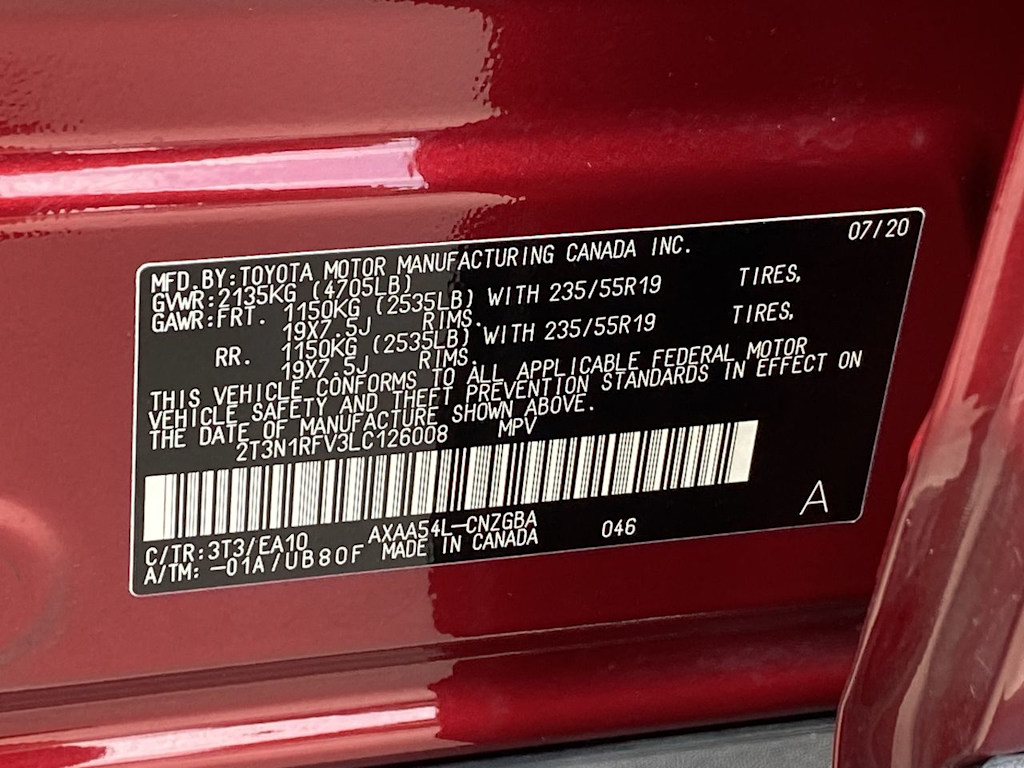 07/20
MFD.BY:TOYOTA MOTOR MANUFACTURING CANADA INC.
GVWR:2135KG (4705LB)
GAWR:FRT. 1150KG (2535LB) WITH 235/55R19 TIRES,
19X7.5J RIMS.
RR. 1150KG (2535LB) WITH 235/55R19 TIRES,
19X7.5J RIMS.
THIS VEHICLE CONFORMS TO ALL APPLICABLE FEDERAL MOTOR
VEHICLE SAFETY AND THEFT PREVENTION STANDARDS IN EFFECT ON
THE DATE OF MANUFACTURE SHOWN ABOVE.
2T3N1RFV3LC126008 MPV
A
C/TR:3T3/EA10 AXAA54L-CNZGBA 046
A/TM:-01A/UB80F MADE IN CANADA